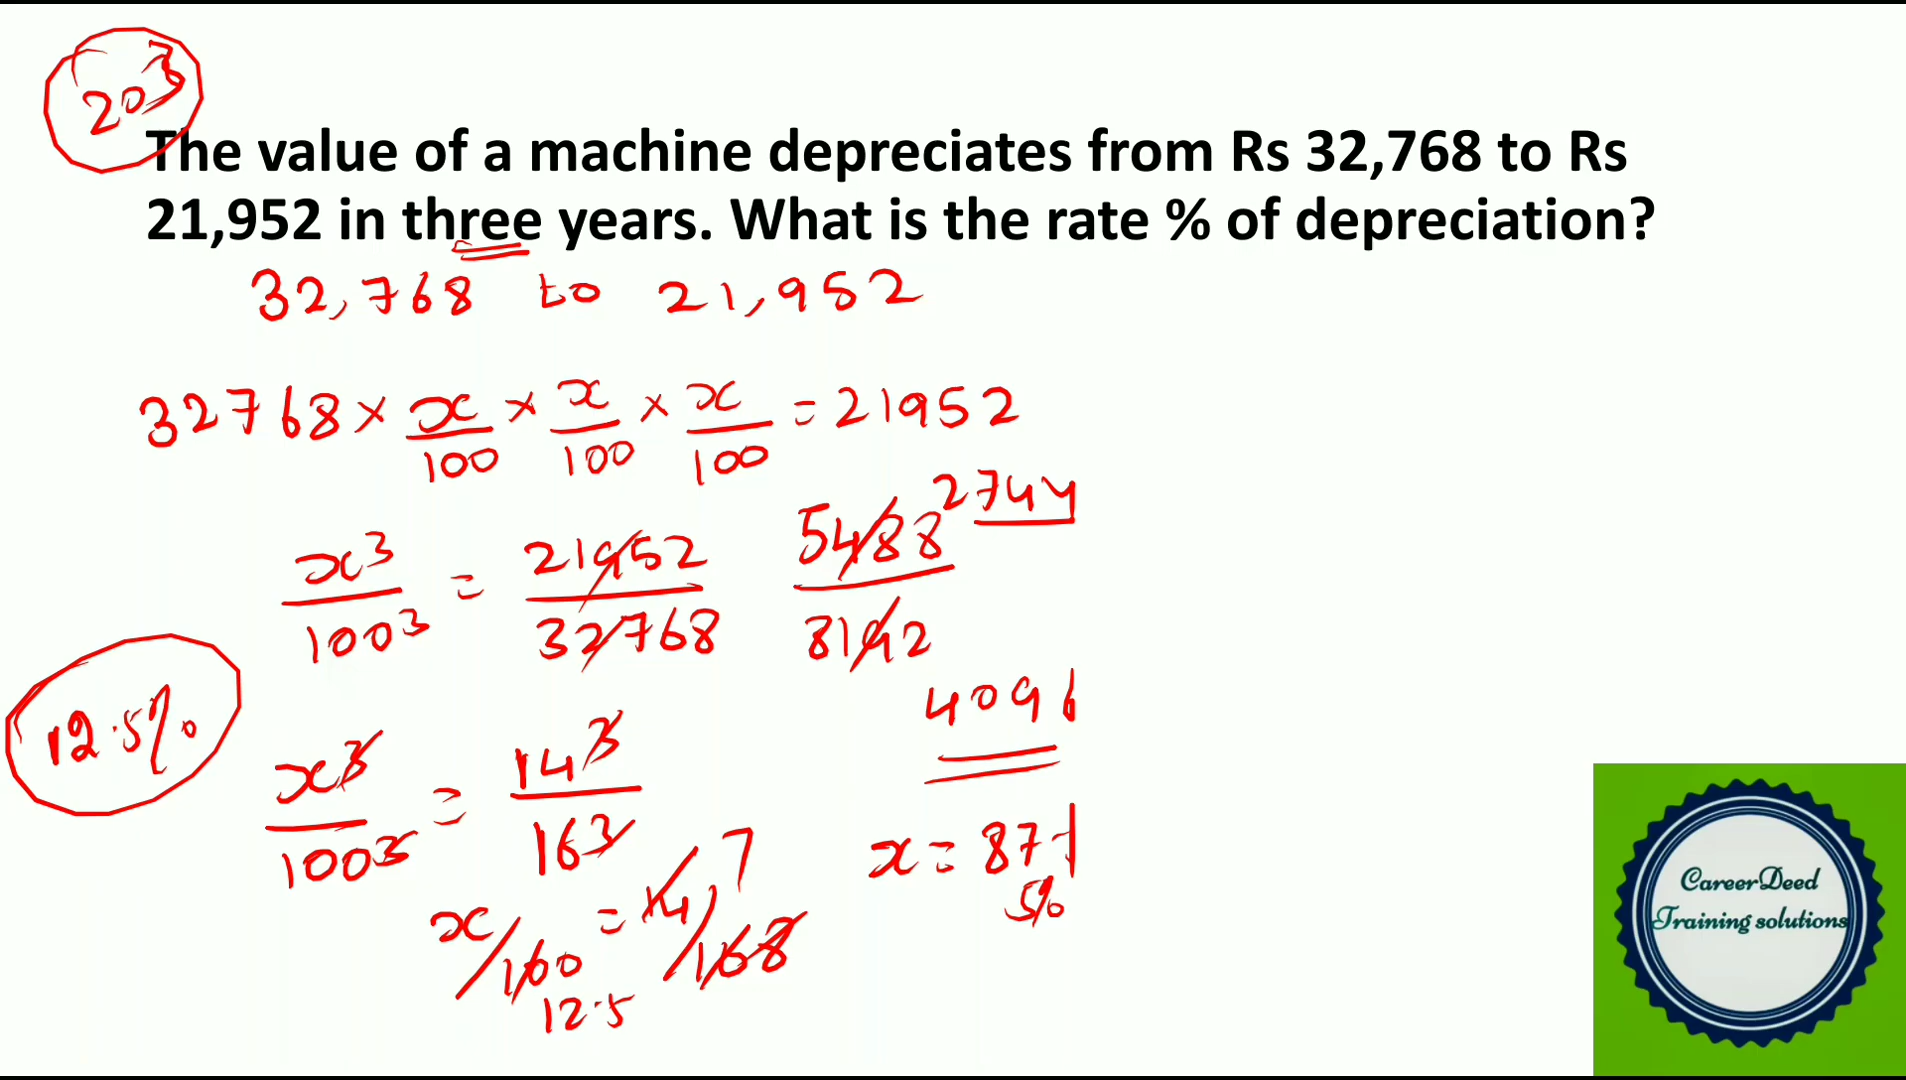 203
The value of a machine depreciates from Rs 32,768 to Rs
21,952 in three years. What is the rate % of depreciation?
32,768 to 21,952
32768 × x/100 × x/100 × x/100 = 21952
x³/100³ = 21952/32768 5488/8192 2744
4096
12.5%
x³/100³ = 14³/16³
x = 87.
5%
x/100 = 14/16 7
8
12.5
CareerDeed
Training solutions